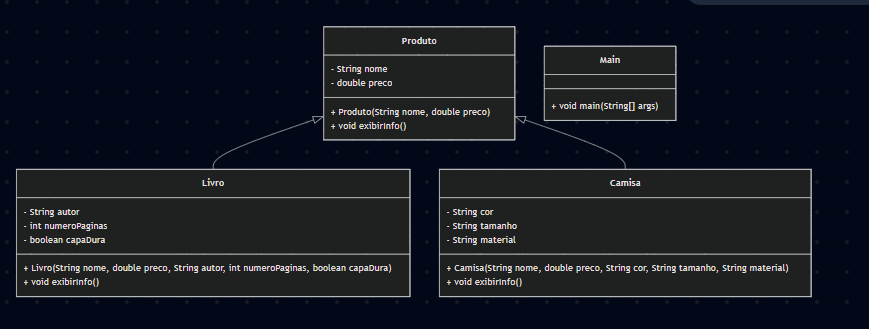 Produto
- String nome
- double preco
+ Produto(String nome, double preco)
+ void exibirInfo()
Main
+ void main(String[] args)
Livro
- String autor
- int numeroPaginas
- boolean capaDura
+ Livro(String nome, double preco, String autor, int numeroPaginas, boolean capaDura)
+ void exibirInfo()
Camisa
- String cor
- String tamanho
- String material
+ Camisa(String nome, double preco, String cor, String tamanho, String material)
+ void exibirInfo()